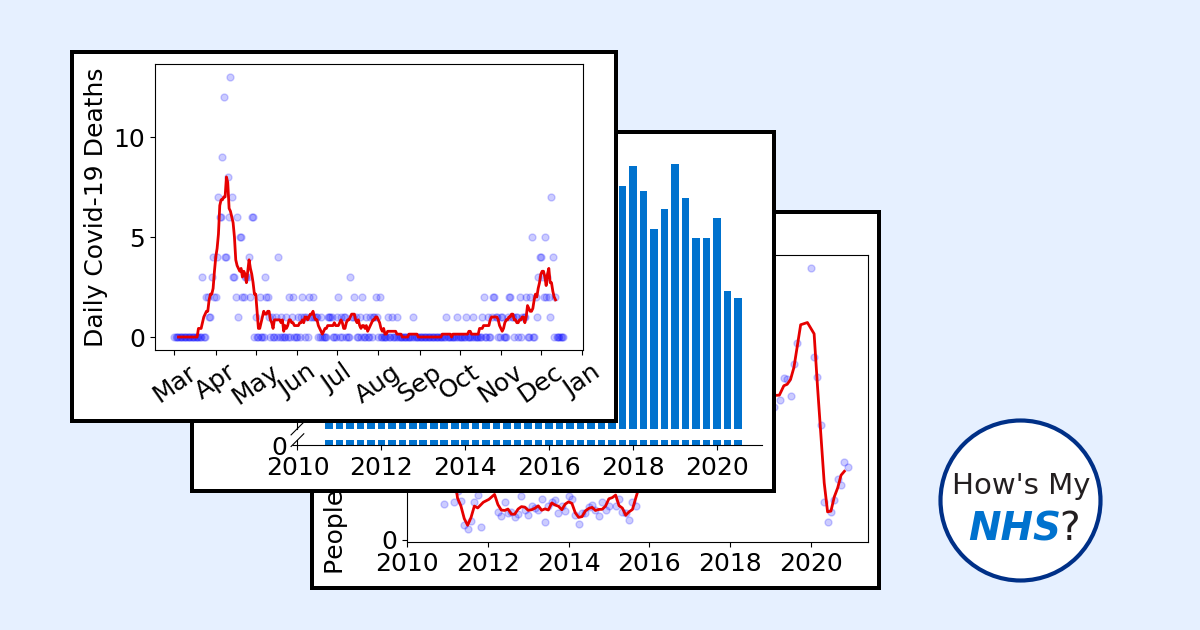 Daily Covid-19 Deaths
10
5
0
Mar Apr May Jun Jul Aug Sep Oct Nov Dec Jan
0
2010 2012 2014 2016 2018 2020
People
0
2010 2012 2014 2016 2018 2020
How's My
NHS?